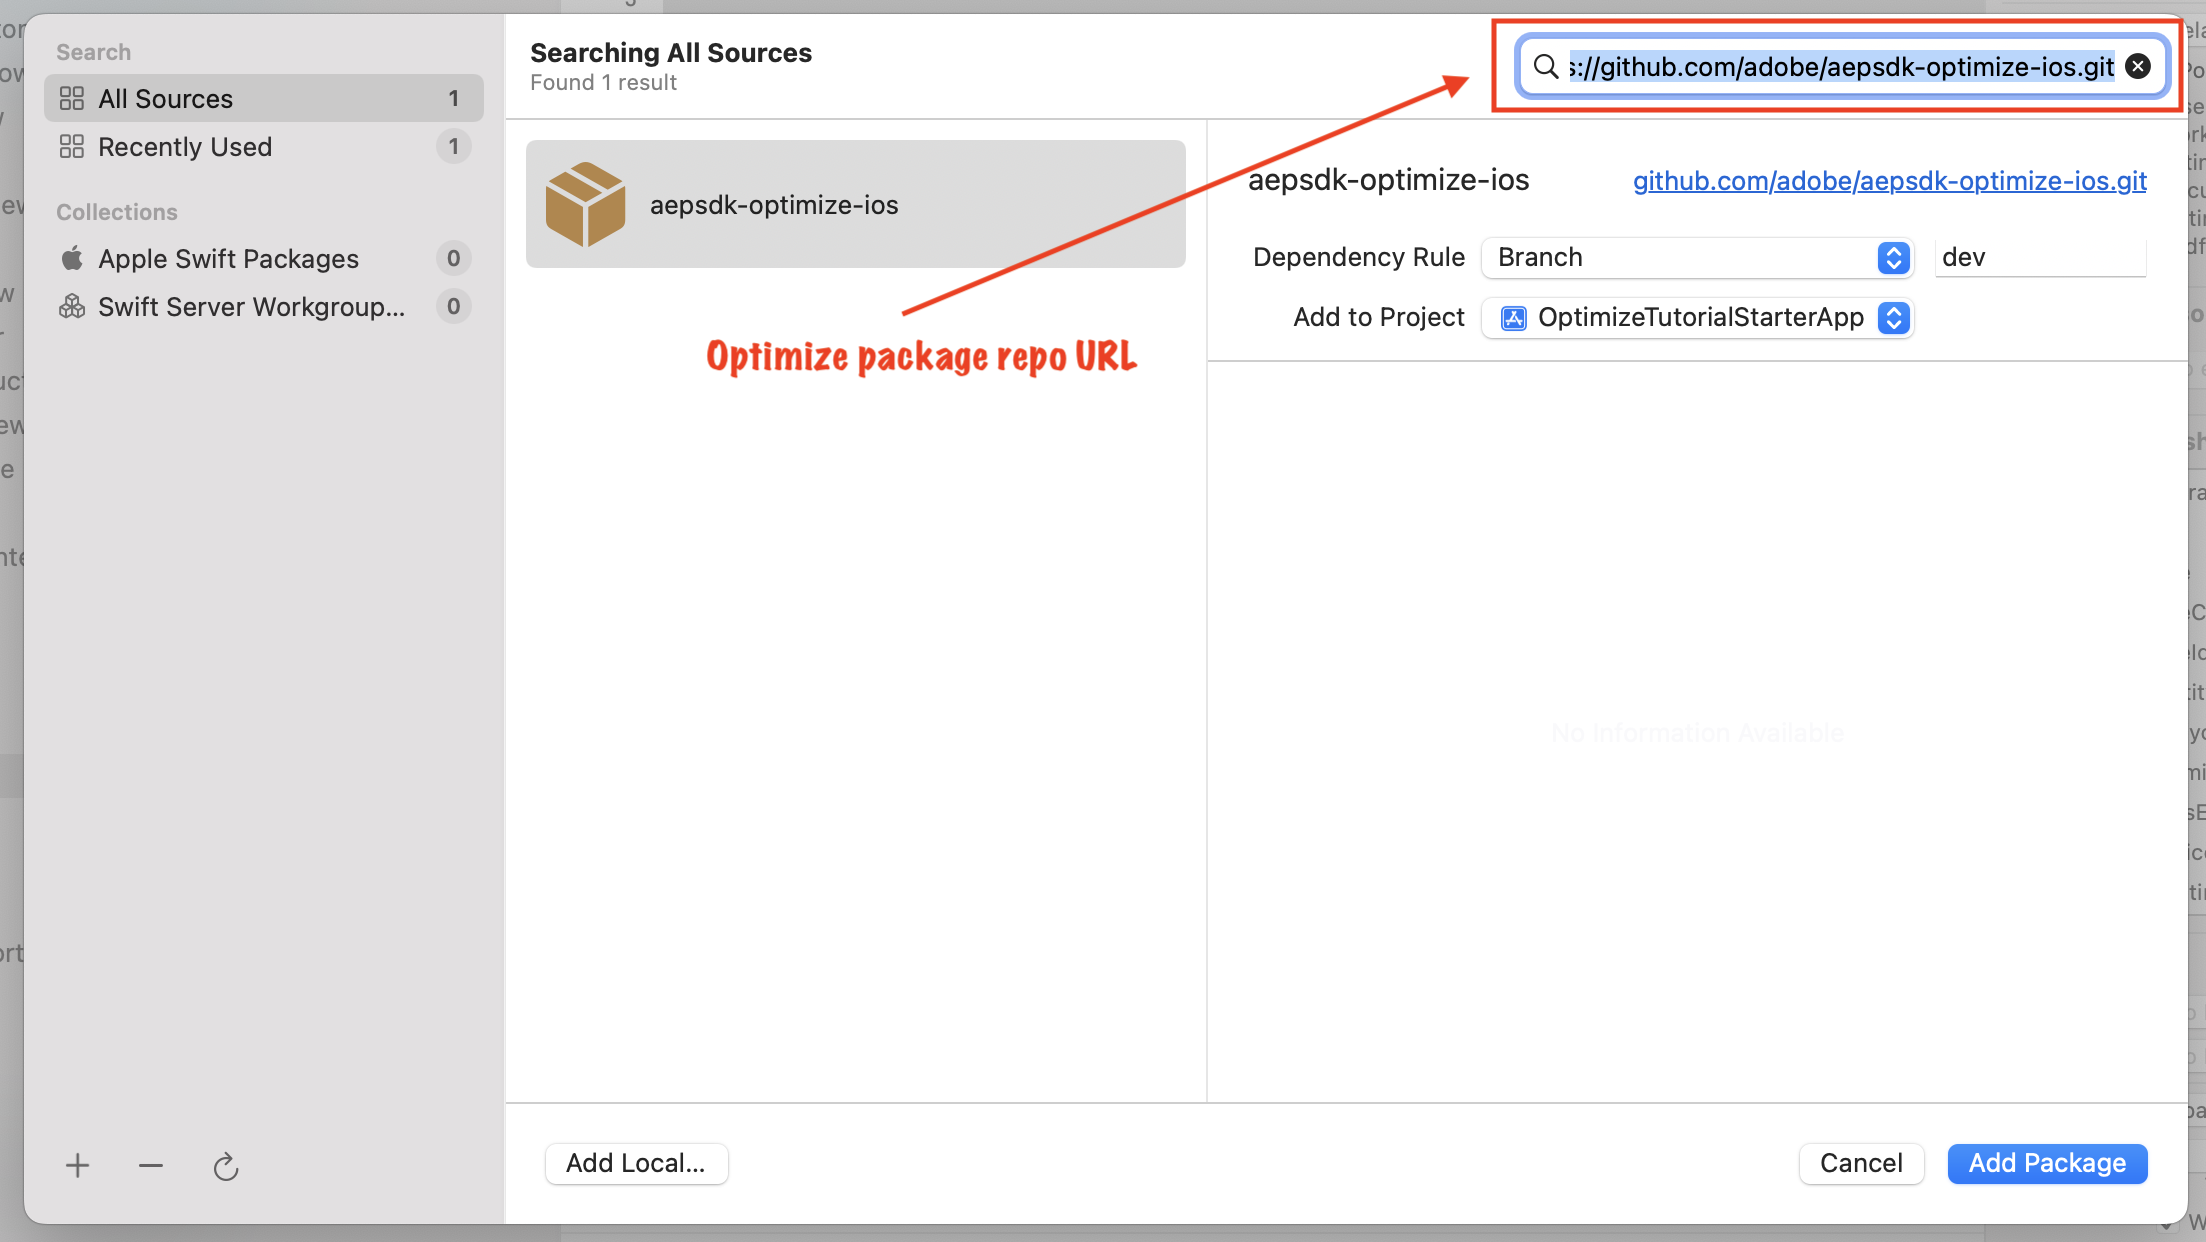 Search
All Sources 1
Recently Used 1
Collections
Apple Swift Packages 0
Swift Server Workgroup... 0
Searching All Sources
Found 1 result
s://github.com/adobe/aepsdk-optimize-ios.git
aepsdk-optimize-ios
Optimize package repo URL
aepsdk-optimize-ios github.com/adobe/aepsdk-optimize-ios.git
Dependency Rule Branch dev
Add to Project OptimizeTutorialStarterApp
No Information Available
Add Local... Cancel Add Package